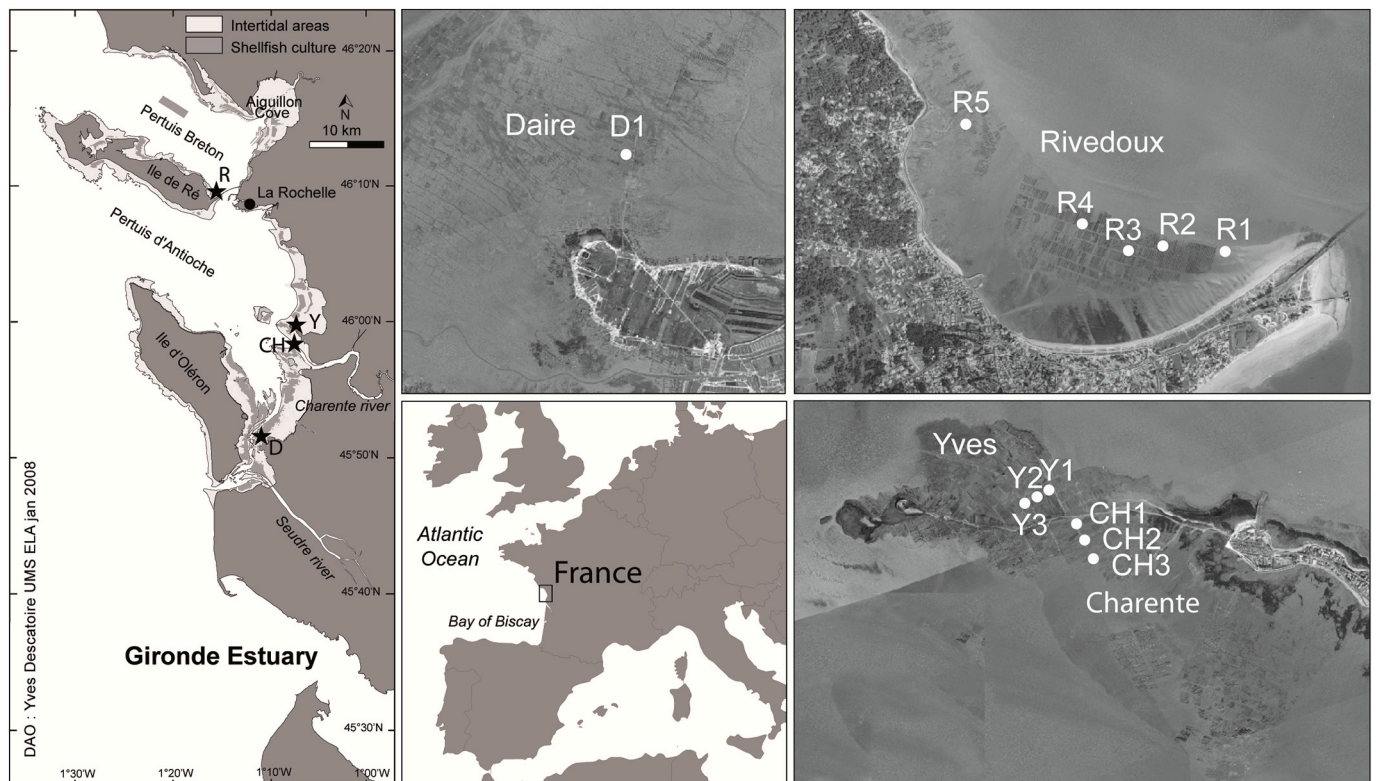 Intertidal areas
Shellfish culture
46°20'N
Aiguillon
Cove
N
10 km
Pertuis Breton
R
Ile de Ré
La Rochelle
46°10'N
Pertuis d'Antioche
Y
46°00'N
CH
Ile d'Oléron
Charente river
D
45°50'N
Seudre river
45°40'N
Gironde Estuary
45°30'N
1°30'W 1°20'W 1°10'W 1°00'W
DAO : Yves Descatoire UMS ELA jan 2008
Daire D1
R5
Rivedoux
R4
R3 R2 R1
Atlantic
Ocean
France
Bay of Biscay
Yves
Y2 Y1
Y3
CH1
CH2
CH3
Charente